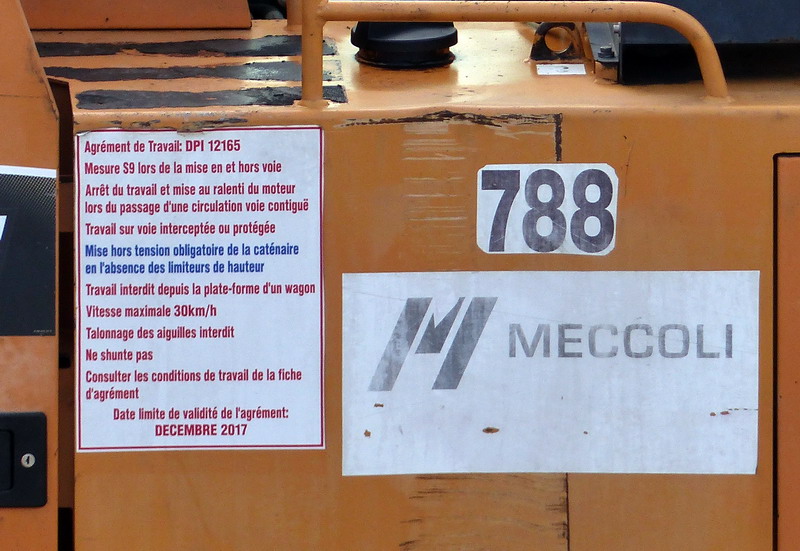 Agrément de Travail: DPI 12165
Mesure S9 lors de la mise en et hors voie
Arrêt du travail et mise au ralenti du moteur
lors du passage d'une circulation voie contiguë
Travail sur voie interceptée ou protégée
Mise hors tension obligatoire de la caténaire
en l'absence des limiteurs de hauteur
Travail interdit depuis la plate-forme d'un wagon
Vitesse maximale 30km/h
Talonnage des aiguilles interdit
Ne shunte pas
Consulter les conditions de travail de la fiche
d'agrément
Date limite de validité de l'agrément:
DECEMBRE 2017
788
MECCOLI